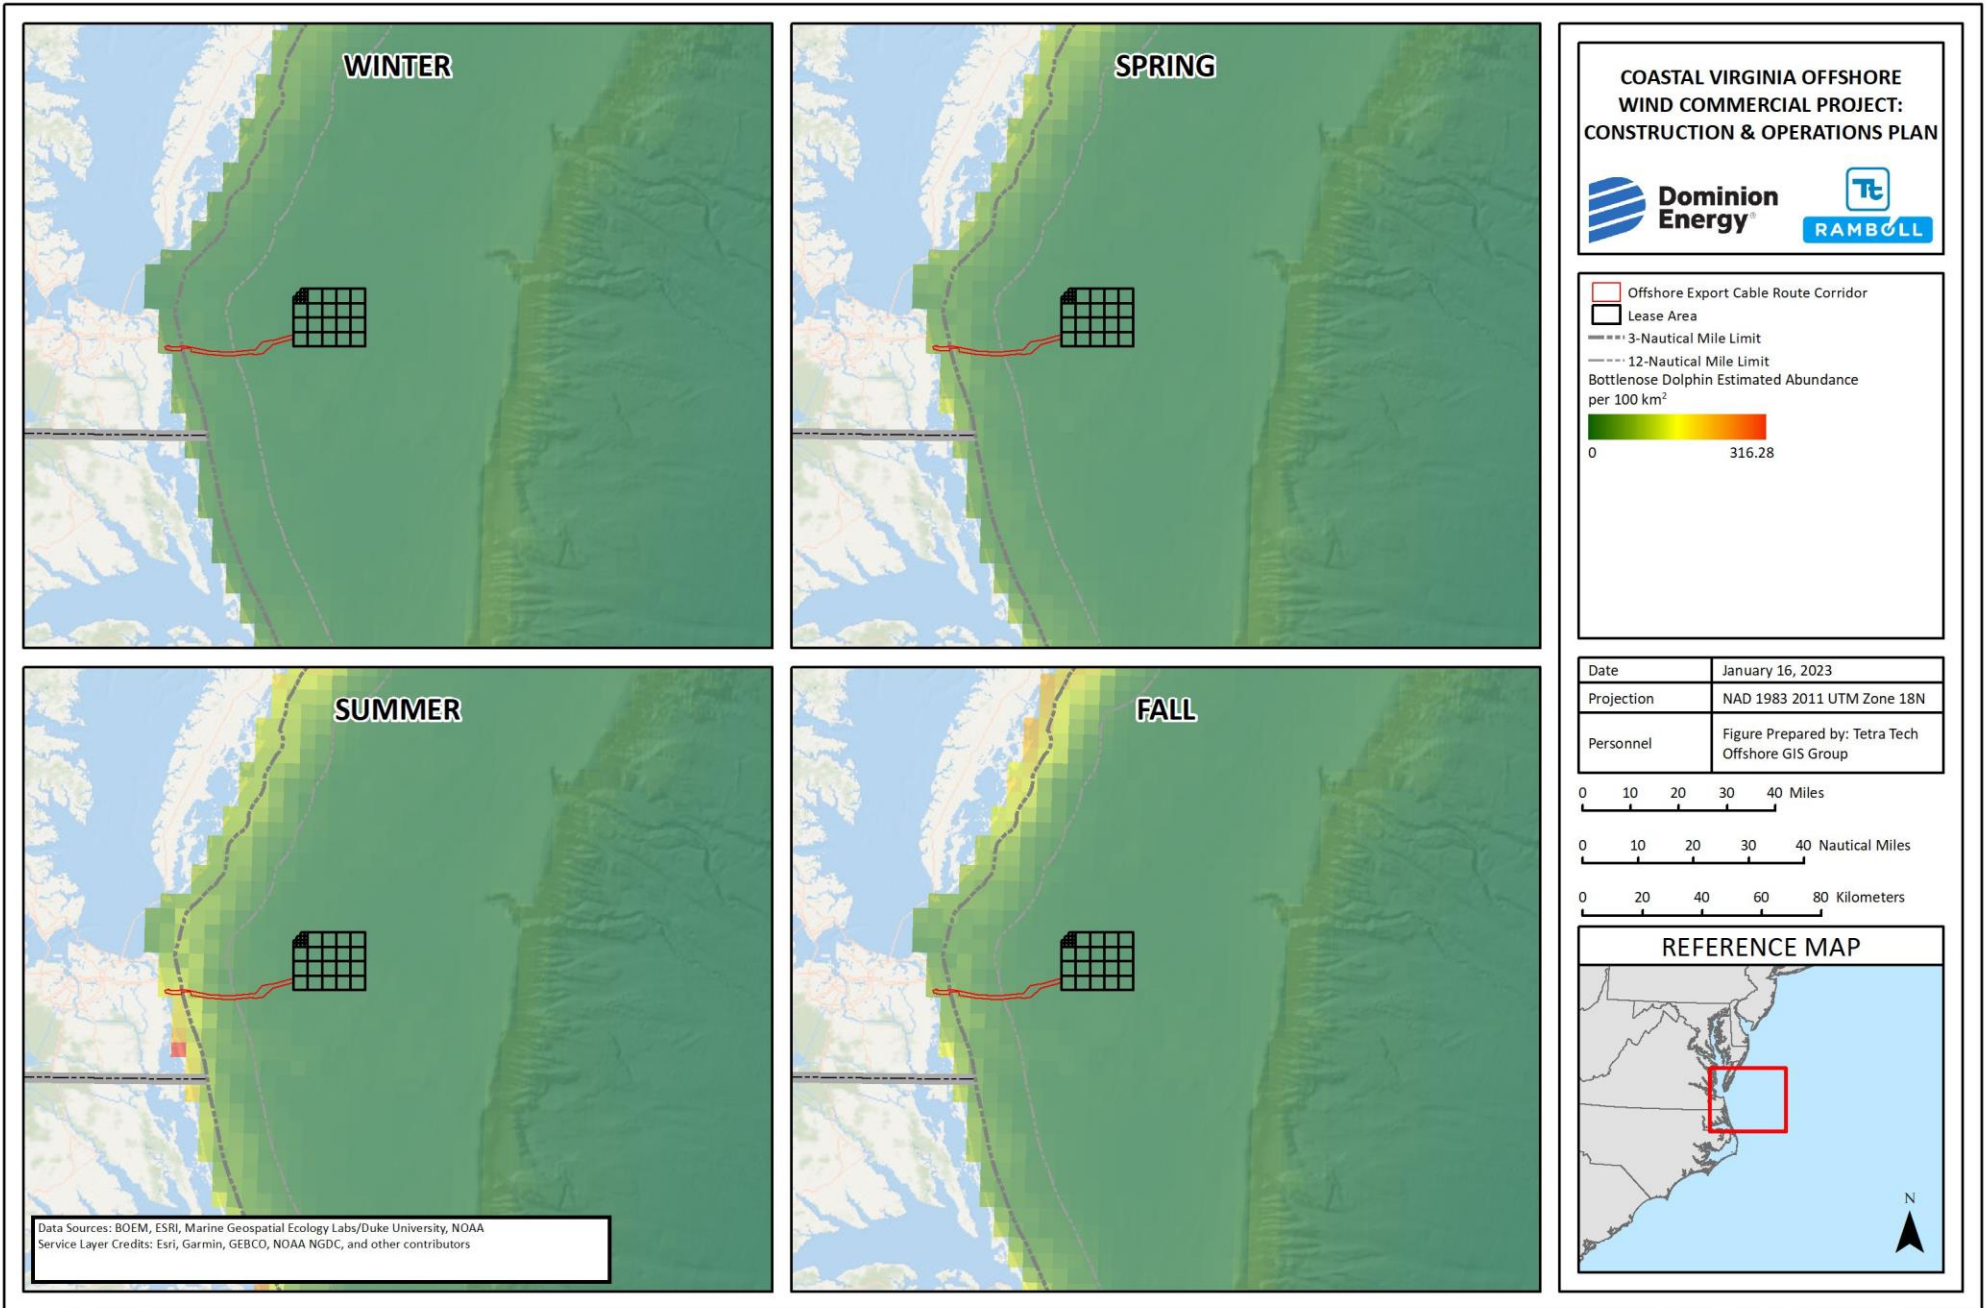 WINTER
SPRING
SUMMER
FALL
Data Sources: BOEM, ESRI, Marine Geospatial Ecology Labs/Duke University, NOAA
Service Layer Credits: Esri, Garmin, GEBCO, NOAA NGDC, and other contributors
COASTAL VIRGINIA OFFSHORE
WIND COMMERCIAL PROJECT:
CONSTRUCTION & OPERATIONS PLAN
Dominion
Energy®
Tt
RAMBOLL
Offshore Export Cable Route Corridor
Lease Area
3-Nautical Mile Limit
12-Nautical Mile Limit
Bottlenose Dolphin Estimated Abundance
per 100 km²
0 316.28
Date January 16, 2023
Projection NAD 1983 2011 UTM Zone 18N
Personnel Figure Prepared by: Tetra Tech
Offshore GIS Group
0 10 20 30 40 Miles
0 10 20 30 40 Nautical Miles
0 20 40 60 80 Kilometers
REFERENCE MAP
N